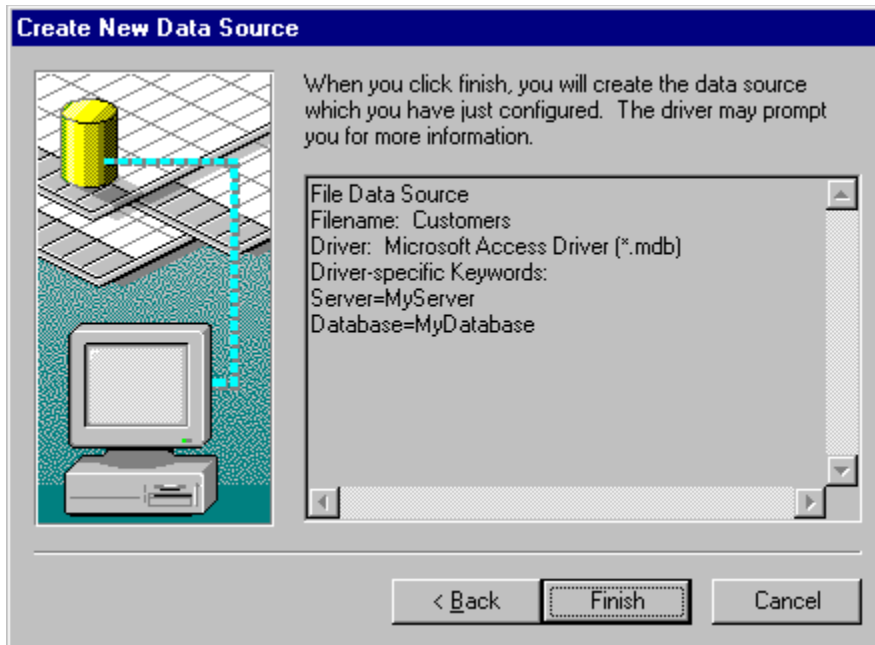 Create New Data Source
When you click finish, you will create the data source
which you have just configured.  The driver may prompt
you for more information.
File Data Source
Filename:  Customers
Driver:  Microsoft Access Driver (*.mdb)
Driver-specific Keywords:
Server=MyServer
Database=MyDatabase
< Back
Finish
Cancel